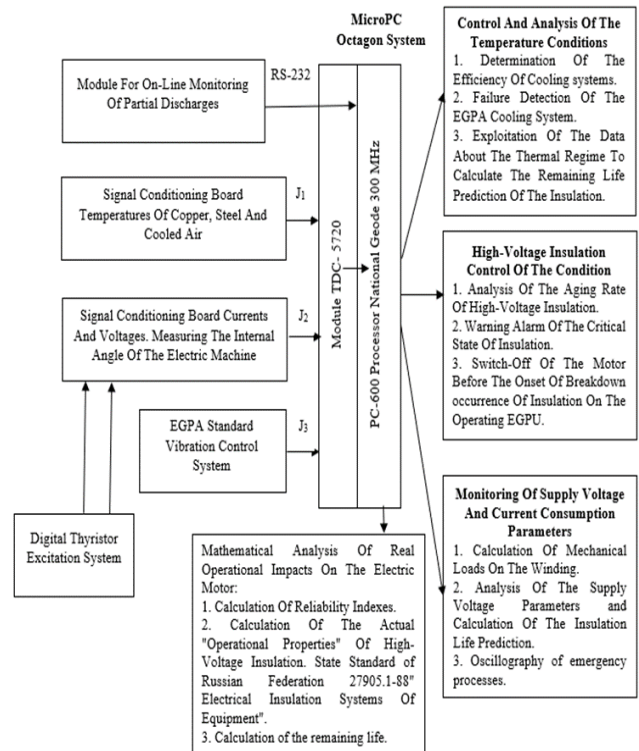 MicroPC
Octagon System
Module For On-Line Monitoring
Of Partial Discharges
RS-232
Signal Conditioning Board
Temperatures Of Copper, Steel And
Cooled Air
J1
Signal Conditioning Board Currents
And Voltages. Measuring The Internal
Angle Of The Electric Machine
J2
EGPA Standard
Vibration Control
System
J3
Digital Thyristor
Excitation System
Module TDC- 5720
PC-600 Processor National Geode 300 MHz
Control And Analysis Of The
Temperature Conditions
1. Determination Of The
Efficiency Of Cooling systems.
2. Failure Detection Of The
EGPA Cooling System.
3. Exploitation Of The Data
About The Thermal Regime To
Calculate The Remaining Life
Prediction Of The Insulation.
High-Voltage Insulation
Control Of The Condition
1. Analysis Of The Aging Rate
Of High-Voltage Insulation.
2. Warning Alarm Of The Critical
State Of Insulation.
3. Switch-Off Of The Motor
Before The Onset Of Breakdown
occurrence Of Insulation On The
Operating EGPU.
Monitoring Of Supply Voltage
And Current Consumption
Parameters
1. Calculation Of Mechanical
Loads On The Winding.
2. Analysis Of The Supply
Voltage Parameters and
Calculation Of The Insulation
Life Prediction.
3. Oscillography of emergency
processes.
Mathematical Analysis Of Real
Operational Impacts On The Electric
Motor:
1. Calculation Of Reliability Indexes.
2. Calculation Of The Actual
"Operational Properties" Of High-
Voltage Insulation. State Standard of
Russian Federation 27905.1-88"
Electrical Insulation Systems Of
Equipment".
3. Calculation of the remaining life.